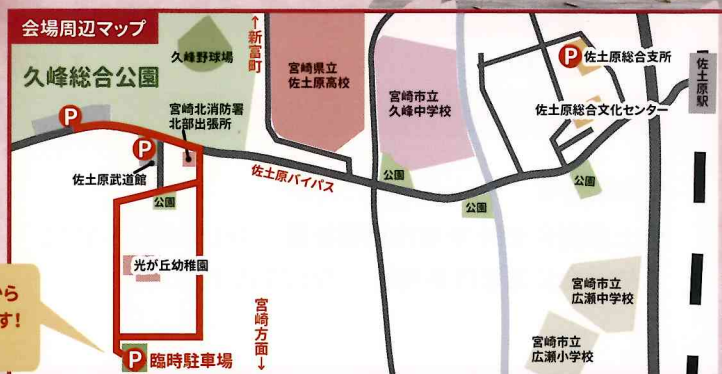 会場周辺マップ
久峰総合公園
久峰野球場
←新富町
宮崎県立
佐土原高校
宮崎市立
久峰中学校
P
佐土原総合支所
佐土原総合文化センター
佐土原駅
P
宮崎北消防署
北部出張所
P
佐土原武道館
公園
佐土原バイパス
公園
公園
公園
光が丘幼稚園
宮崎方面→
宮崎市立
広瀬中学校
宮崎市立
広瀬小学校
から
す!
P
臨時駐車場